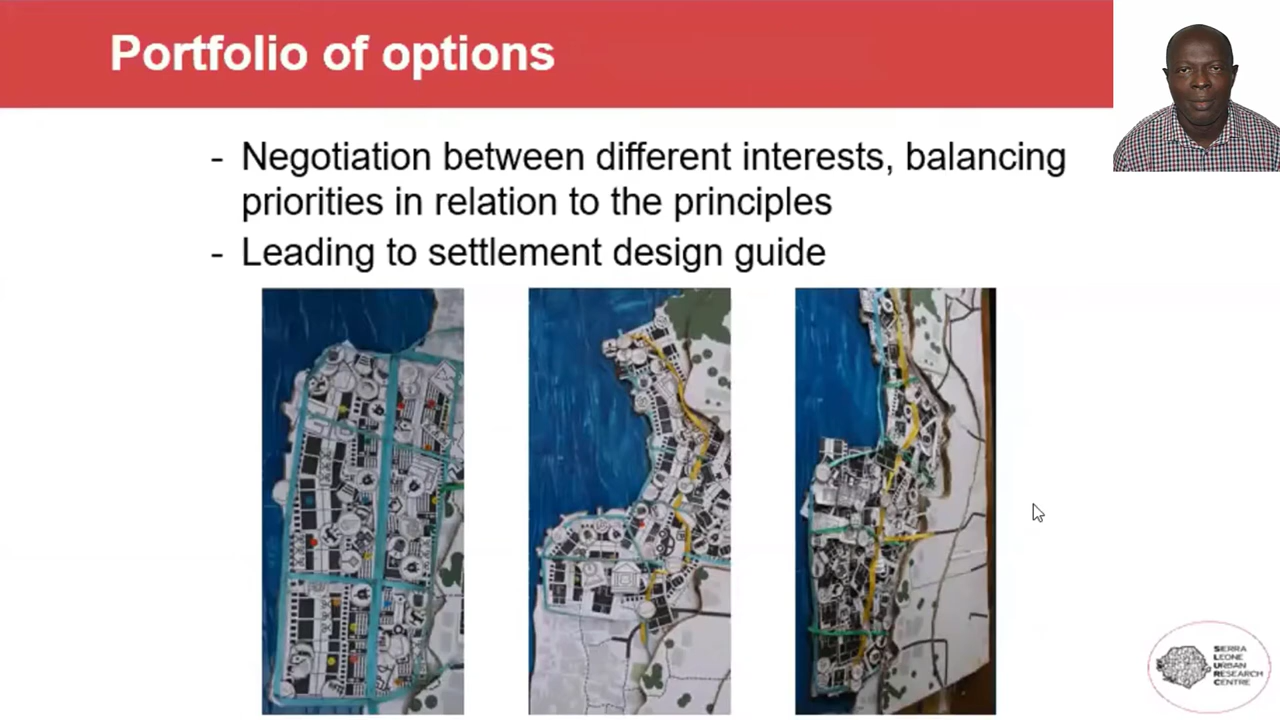 Portfolio of options
- Negotiation between different interests, balancing
priorities in relation to the principles
- Leading to settlement design guide
SIERRA
LEONE
URBAN
RESEARCH
CENTRE